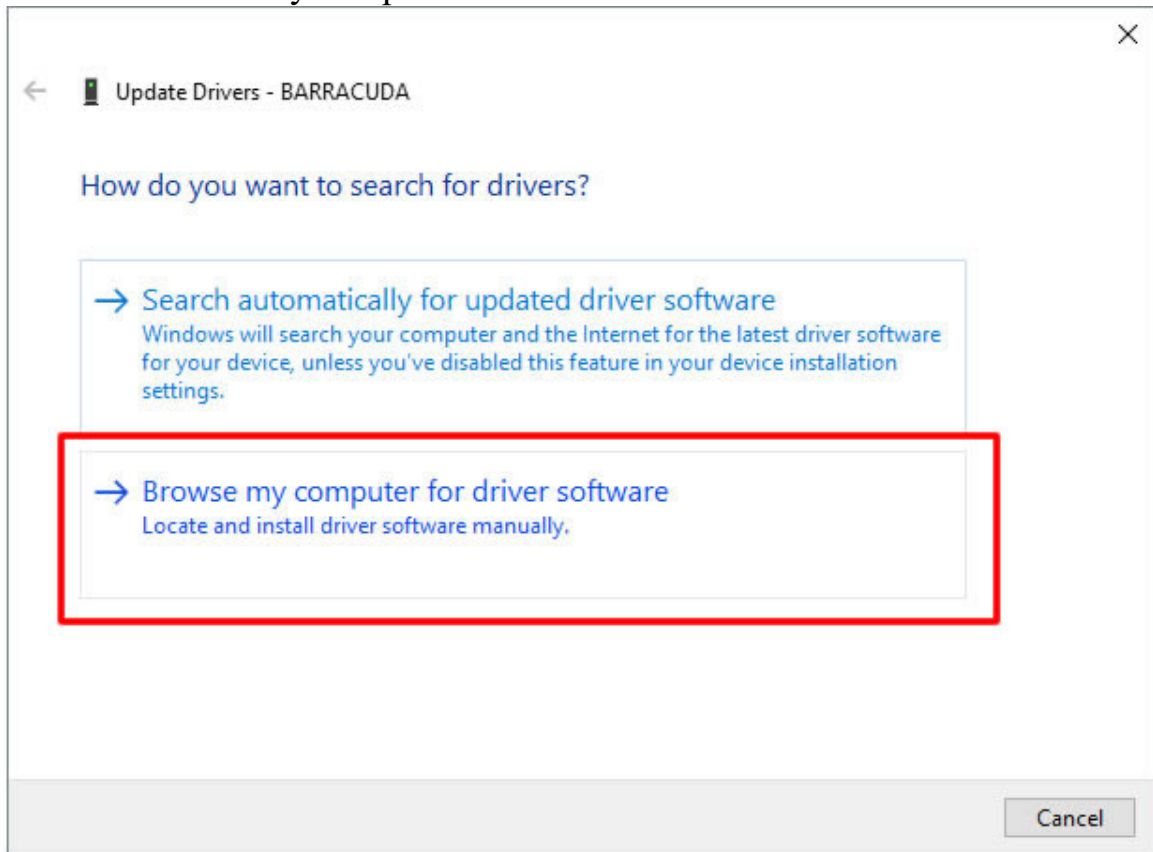 Update Drivers - BARRACUDA
How do you want to search for drivers?
Search automatically for updated driver software
Windows will search your computer and the Internet for the latest driver software
for your device, unless you've disabled this feature in your device installation
settings.
Browse my computer for driver software
Locate and install driver software manually.
Cancel